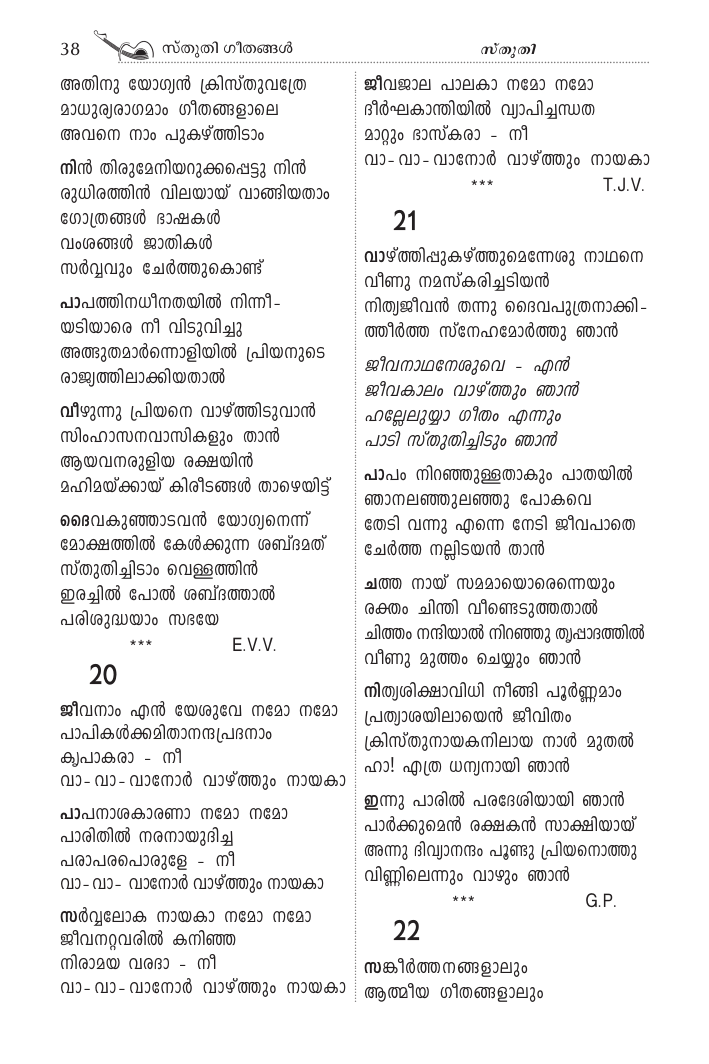 38 സ്തുതി ഗീതങ്ങൾ സ്തുതി
അതിനു യോഗ്യൻ ക്രിസ്തുവത്രേ
മാധുര്യരാഗമാം ഗീതങ്ങളാലെ
അവനെ നാം പുകഴ്ത്തിടാം
നിൻ തിരുമേനിയറുക്കപ്പെട്ടു നിൻ
രുധിരത്തിൻ വിലയായ് വാങ്ങിയതാം
ഗോത്രങ്ങൾ ഭാഷകൾ
വംശങ്ങൾ ജാതികൾ
സർവ്വവും ചേർത്തുകൊണ്ട്
പാപത്തിനധീനതയിൽ നിന്നീ-
യടിയാരെ നീ വിടുവിച്ചു
അത്ഭുതമാർന്നൊളിയിൽ പ്രിയനുടെ
രാജ്യത്തിലാക്കിയതാൽ
വീഴുന്നു പ്രിയനെ വാഴ്ത്തിടുവാൻ
സിംഹാസനവാസികളും താൻ
ആയവനരുളിയ രക്ഷയിൻ
മഹിമയ്ക്കായ് കിരീടങ്ങൾ താഴെയിട്ട്
ദൈവകുഞ്ഞാടവൻ യോഗ്യനെന്ന്
മോക്ഷത്തിൽ കേൾക്കുന്ന ശബ്ദമത്
സ്തുതിച്ചിടാം വെള്ളത്തിൻ
ഇരച്ചിൽ പോൽ ശബ്ദത്താൽ
പരിശുദ്ധയാം സഭയേ
*** E.V.V.
20
ജീവനാം എൻ യേശുവേ നമോ നമോ
പാപികൾക്കമിതാനന്ദപ്രദനാം
കൃപാകരാ - നീ
വാ-വാ-വാനോർ വാഴ്ത്തും നായകാ
പാപനാശകാരണാ നമോ നമോ
പാരിതിൽ നരനായുദിച്ച
പരാപരപൊരുളേ - നീ
വാ-വാ- വാനോർ വാഴ്ത്തും നായകാ
സർവ്വലോക നായകാ നമോ നമോ
ജീവനറ്റവരിൽ കനിഞ്ഞ
നിരാമയ വരദാ - നീ
വാ-വാ-വാനോർ വാഴ്ത്തും നായകാ
ജീവജാല പാലകാ നമോ നമോ
ദീർഘകാന്തിയിൽ വ്യാപിച്ചന്ധത
മാറ്റും ഭാസ്കരാ - നീ
വാ-വാ-വാനോർ വാഴ്ത്തും നായകാ
*** T.J.V.
21
വാഴ്ത്തിപ്പുകഴ്ത്തുമെന്നേശു നാഥനെ
വീണു നമസ്കരിച്ചടിയൻ
നിത്യജീവൻ തന്നു ദൈവപുത്രനാക്കി-
ത്തീർത്ത സ്നേഹമോർത്തു ഞാൻ
ജീവനാഥനേശുവെ - എൻ
ജീവകാലം വാഴ്ത്തും ഞാൻ
ഹല്ലേലുയ്യാ ഗീതം എന്നും
പാടി സ്തുതിച്ചിടും ഞാൻ
പാപം നിറഞ്ഞുള്ളതാകും പാതയിൽ
ഞാനലഞ്ഞുലഞ്ഞു പോകവെ
തേടി വന്നു എന്നെ നേടി ജീവപാതെ
ചേർത്ത നല്ലിടയൻ താൻ
ചത്ത നായ് സമമായൊരെന്നെയും
രക്തം ചിന്തി വീണ്ടെടുത്തതാൽ
ചിത്തം നന്ദിയാൽ നിറഞ്ഞു തൃപ്പാദത്തിൽ
വീണു മുത്തം ചെയ്യും ഞാൻ
നിത്യശിക്ഷാവിധി നീങ്ങി പൂർണ്ണമാം
പ്രത്യാശയിലായെൻ ജീവിതം
ക്രിസ്തുനായകനിലായ നാൾ മുതൽ
ഹാ! എത്ര ധന്യനായി ഞാൻ
ഇന്നു പാരിൽ പരദേശിയായി ഞാൻ
പാർക്കുമെൻ രക്ഷകൻ സാക്ഷിയായ്
അന്നു ദിവ്യാനന്ദം പൂണ്ടു പ്രിയനൊത്തു
വിണ്ണിലെന്നും വാഴും ഞാൻ
*** G.P.
22
സങ്കീർത്തനങ്ങളാലും
ആത്മീയ ഗീതങ്ങളാലും